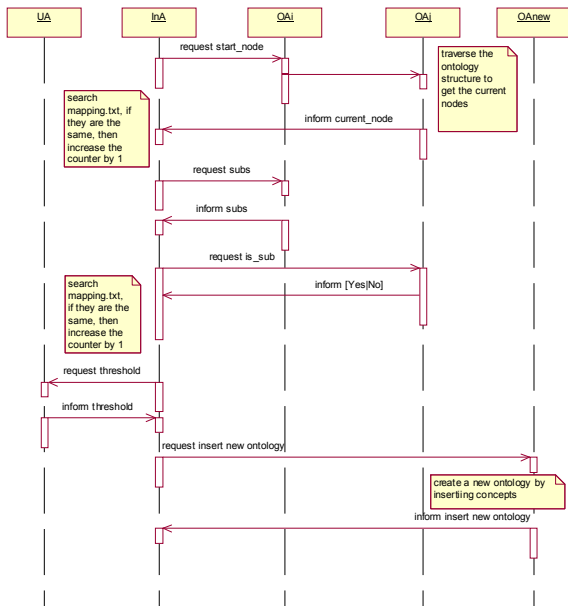 UA
InA
OAi
OAj
OAnew
request start_node
traverse the
ontology
structure to
get the current
nodes
search
mapping.txt, if
they are the
same, then
increase the
counter by 1
inform current_node
request subs
inform subs
request is_sub
inform [Yes|No]
search
mapping.txt,
if they are the
same, then
increase the
counter by 1
request threshold
inform threshold
request insert new ontology
create a new ontology by
insertiing concepts
inform insert new ontology